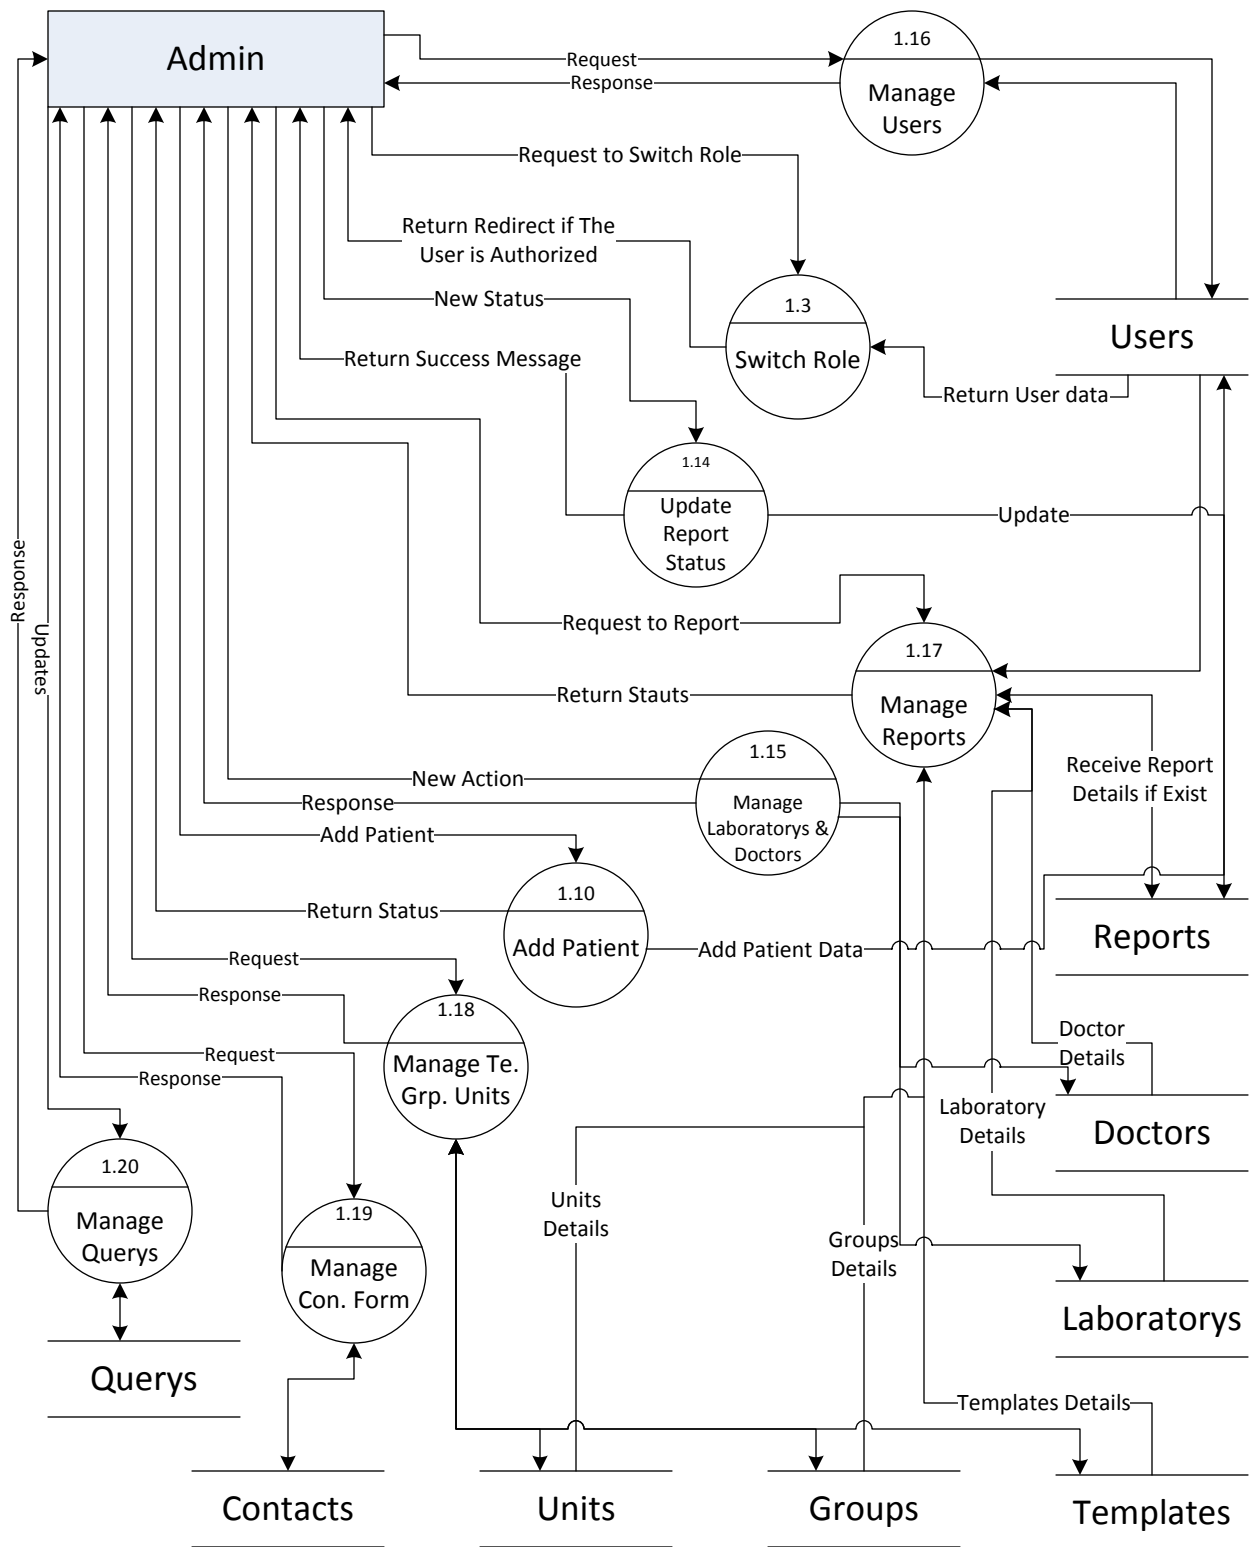 Admin
Request
Response
1.16
Manage
Users
Request to Switch Role
Return Redirect if The
User is Authorized
New Status
Return Success Message
1.3
Switch Role
Users
Return User data
1.14
Update
Report
Status
Update
Response
Updates
Request to Report
1.17
Manage
Reports
Return Stauts
1.15
Manage
Laboratorys &
Doctors
New Action
Response
Receive Report
Details if Exist
Add Patient
1.10
Add Patient
Return Status
Add Patient Data
Reports
Request
Response
1.18
Manage Te.
Grp. Units
Doctor
Details
Request
Response
Laboratory
Details
Doctors
1.20
Manage
Querys
1.19
Manage
Con. Form
Units
Details
Groups
Details
Laboratorys
Querys
Templates Details
Contacts
Units
Groups
Templates